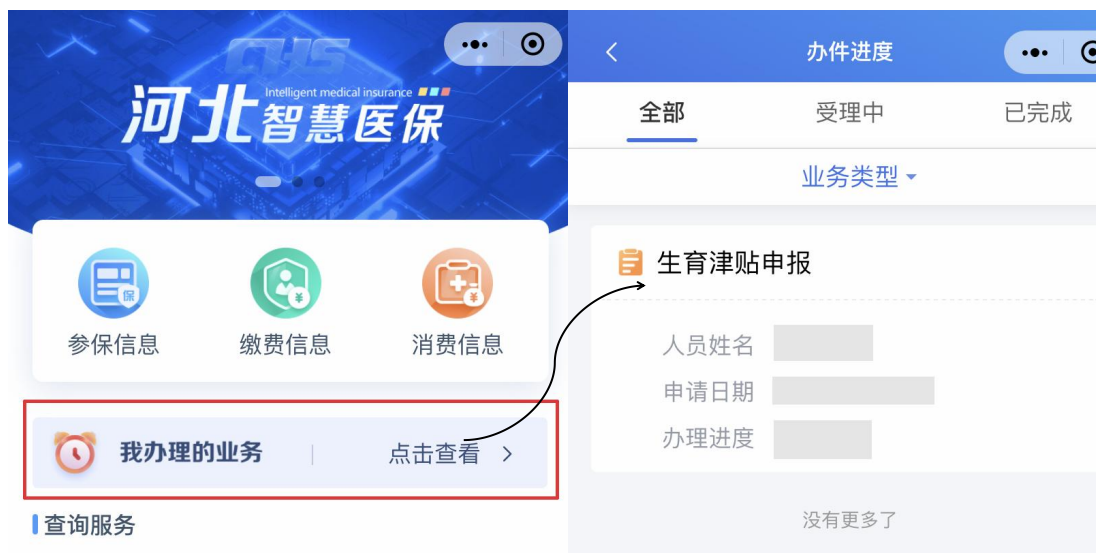 CHS
Intelligent medical insurance
河北智慧医保
参保信息
缴费信息
消费信息
我办理的业务
点击查看
查询服务
办件进度
全部
受理中
已完成
业务类型
生育津贴申报
人员姓名
申请日期
办理进度
没有更多了